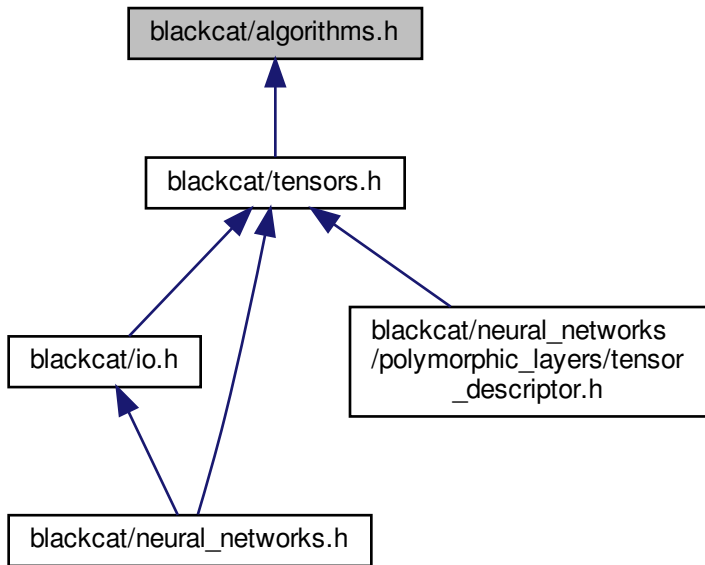 blackcat/algorithms.h
blackcat/tensors.h
blackcat/io.h
blackcat/neural_networks
/polymorphic_layers/tensor
_descriptor.h
blackcat/neural_networks.h